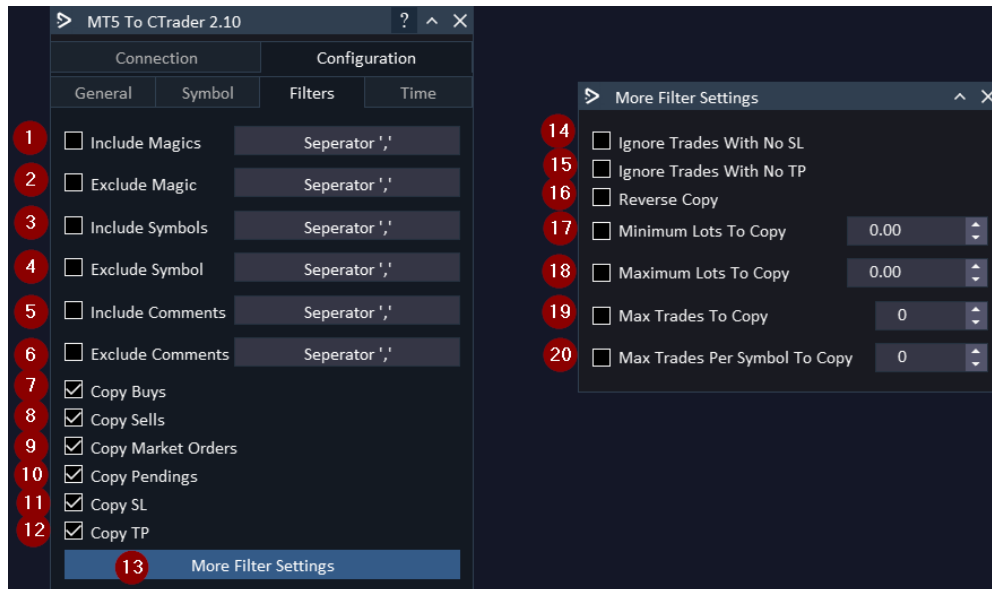 MT5 To CTrader 2.10 ?
Connection Configuration
General Symbol Filters Time
1 Include Magics Seperator ','
2 Exclude Magic Seperator ','
3 Include Symbols Seperator ','
4 Exclude Symbol Seperator ','
5 Include Comments Seperator ','
6 Exclude Comments Seperator ','
7 Copy Buys
8 Copy Sells
9 Copy Market Orders
10 Copy Pendings
11 Copy SL
12 Copy TP
13 More Filter Settings
More Filter Settings
14 Ignore Trades With No SL
15 Ignore Trades With No TP
16 Reverse Copy
17 Minimum Lots To Copy 0.00
18 Maximum Lots To Copy 0.00
19 Max Trades To Copy 0
20 Max Trades Per Symbol To Copy 0